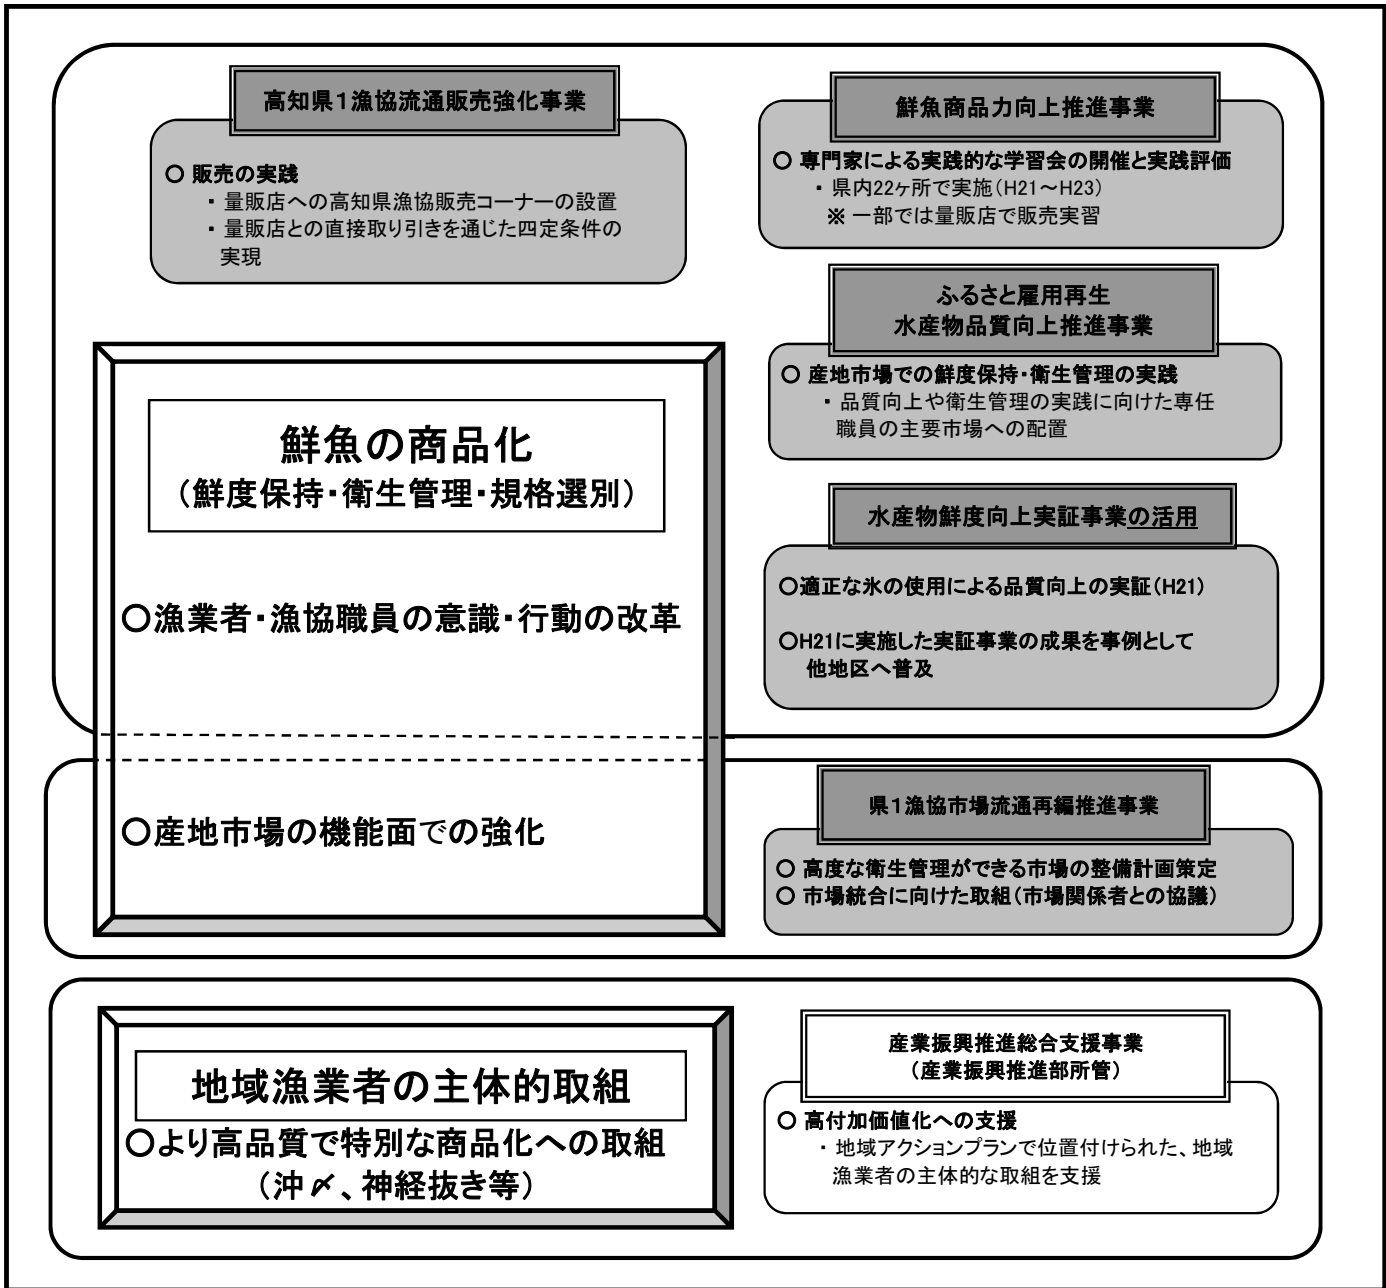 高知県1漁協流通販売強化事業
○ 販売の実践
・ 量販店への高知県漁協販売コーナーの設置
・ 量販店との直接取り引きを通じた四定条件の
実現
鮮魚商品力向上推進事業
○ 専門家による実践的な学習会の開催と実践評価
・ 県内22ヶ所で実施(H21～H23)
※ 一部では量販店で販売実習
ふるさと雇用再生
水産物品質向上推進事業
○ 産地市場での鮮度保持・衛生管理の実践
・ 品質向上や衛生管理の実践に向けた専任
職員の主要市場への配置
水産物鮮度向上実証事業の活用
○適正な氷の使用による品質向上の実証(H21)
○H21に実施した実証事業の成果を事例として
他地区へ普及
鮮魚の商品化
(鮮度保持・衛生管理・規格選別)
○漁業者・漁協職員の意識・行動の改革
○産地市場の機能面での強化
県1漁協市場流通再編推進事業
○ 高度な衛生管理ができる市場の整備計画策定
○ 市場統合に向けた取組(市場関係者との協議)
地域漁業者の主体的取組
○より高品質で特別な商品化への取組
(沖〆、神経抜き等)
産業振興推進総合支援事業
(産業振興推進部所管)
○ 高付加価値化への支援
・ 地域アクションプランで位置付けられた、地域
漁業者の主体的な取組を支援